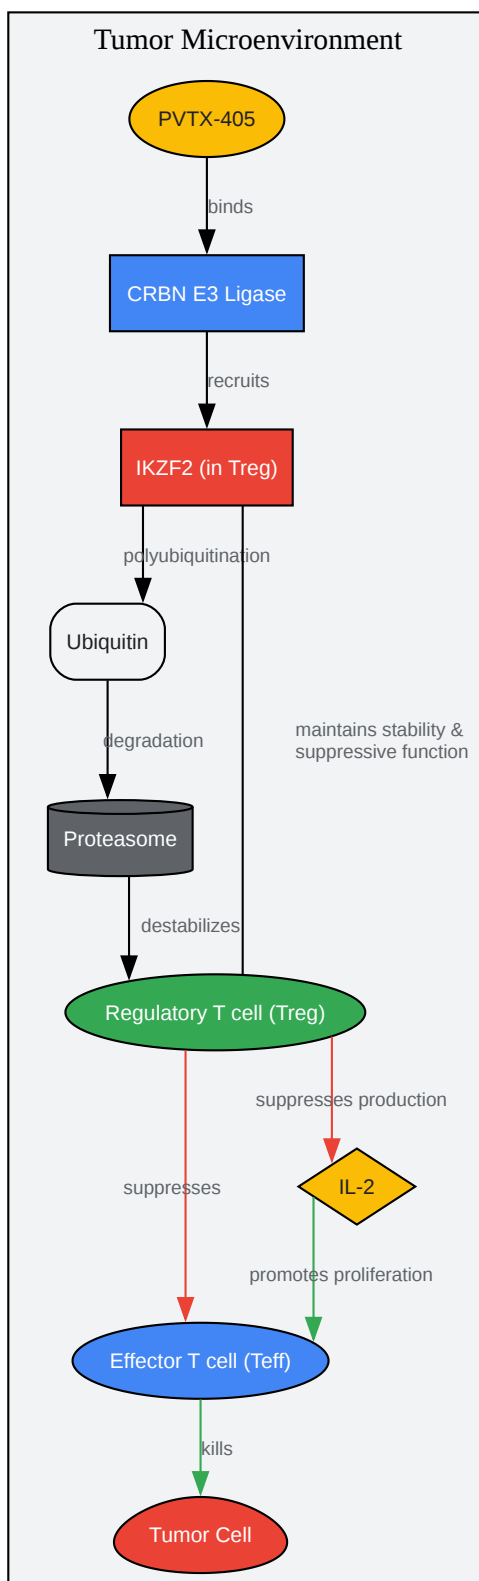 Tumor Microenvironment
PVTX-405
binds
CRBN E3 Ligase
recruits
IKZF2 (in Treg)
polyubiquitination
Ubiquitin
maintains stability &
suppressive function
degradation
Proteasome
destabilizes
Regulatory T cell (Treg)
suppresses production
suppresses
IL-2
promotes proliferation
Effector T cell (Teff)
kills
Tumor Cell